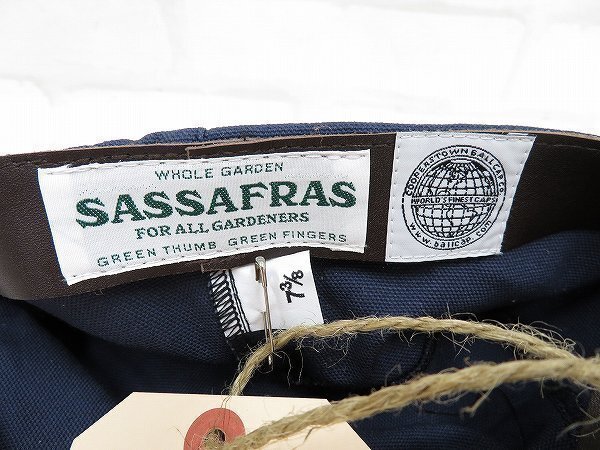 WHOLE GARDEN
SASSAFRAS
FOR ALL GARDENERS
GREEN THUMB, GREEN FINGERS
COOPERSTOWN BALL CAP Co.
WORLD'S FINEST CAPS
www.ballcap.com
7 3/8